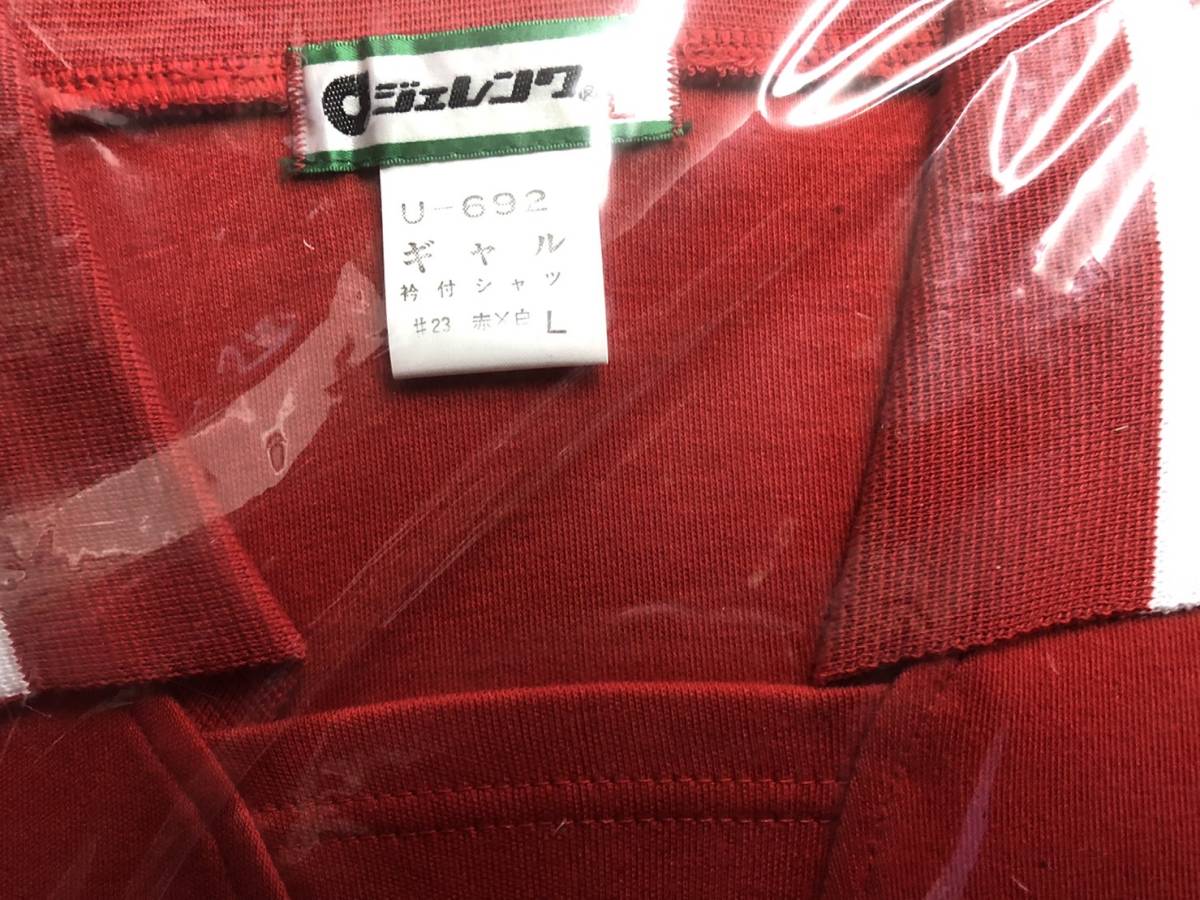 ジェレンク®
U-692
ギャル
衿付シャツ
#23 赤×白 L